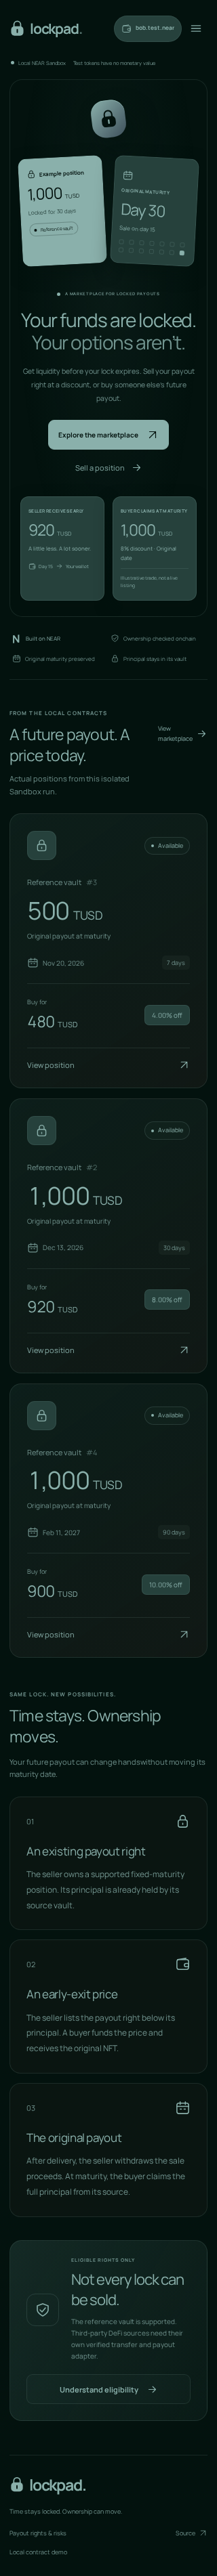 lockpad.
bob.test.near
Local NEAR Sandbox Test tokens have no monetary value
Example position
1,000 TUSD
Locked for 30 days
Reference vault
ORIGINAL MATURITY
Day 30
Sale on day 15
A MARKETPLACE FOR LOCKED PAYOUTS
Your funds are locked.
Your options aren't.
Get liquidity before your lock expires. Sell your payout
right at a discount, or buy someone else's future
payout.
Explore the marketplace
Sell a position
SELLER RECEIVES EARLY
920 TUSD
A little less. A lot sooner.
Day 15 → Your wallet
BUYER CLAIMS AT MATURITY
1,000 TUSD
8% discount · Original
date
Illustrative trade, not a live
listing.
Built on NEAR
Ownership checked onchain
Original maturity preserved
Principal stays in its vault
FROM THE LOCAL CONTRACTS
A future payout. A
price today.
View
marketplace
Actual positions from this isolated
Sandbox run.
Available
Reference vault #3
500 TUSD
Original payout at maturity
Nov 20, 2026
7 days
Buy for
480 TUSD
4.00% off
View position
Available
Reference vault #2
1,000 TUSD
Original payout at maturity
Dec 13, 2026
30 days
Buy for
920 TUSD
8.00% off
View position
Available
Reference vault #4
1,000 TUSD
Original payout at maturity
Feb 11, 2027
90 days
Buy for
900 TUSD
10.00% off
View position
SAME LOCK. NEW POSSIBILITIES.
Time stays. Ownership
moves.
Your future payout can change hands without moving its
maturity date.
01
An existing payout right
The seller owns a supported fixed-maturity
position. Its principal is already held by its
source vault.
02
An early-exit price
The seller lists the payout right below its
principal. A buyer funds the price and
receives the original NFT.
03
The original payout
After delivery, the seller withdraws the sale
proceeds. At maturity, the buyer claims the
full principal from its source.
ELIGIBLE RIGHTS ONLY
Not every lock can
be sold.
The reference vault is supported.
Third-party DeFi sources need their
own verified transfer and payout
adapter.
Understand eligibility
lockpad.
Time stays locked. Ownership can move.
Payout rights & risks
Source
Local contract demo